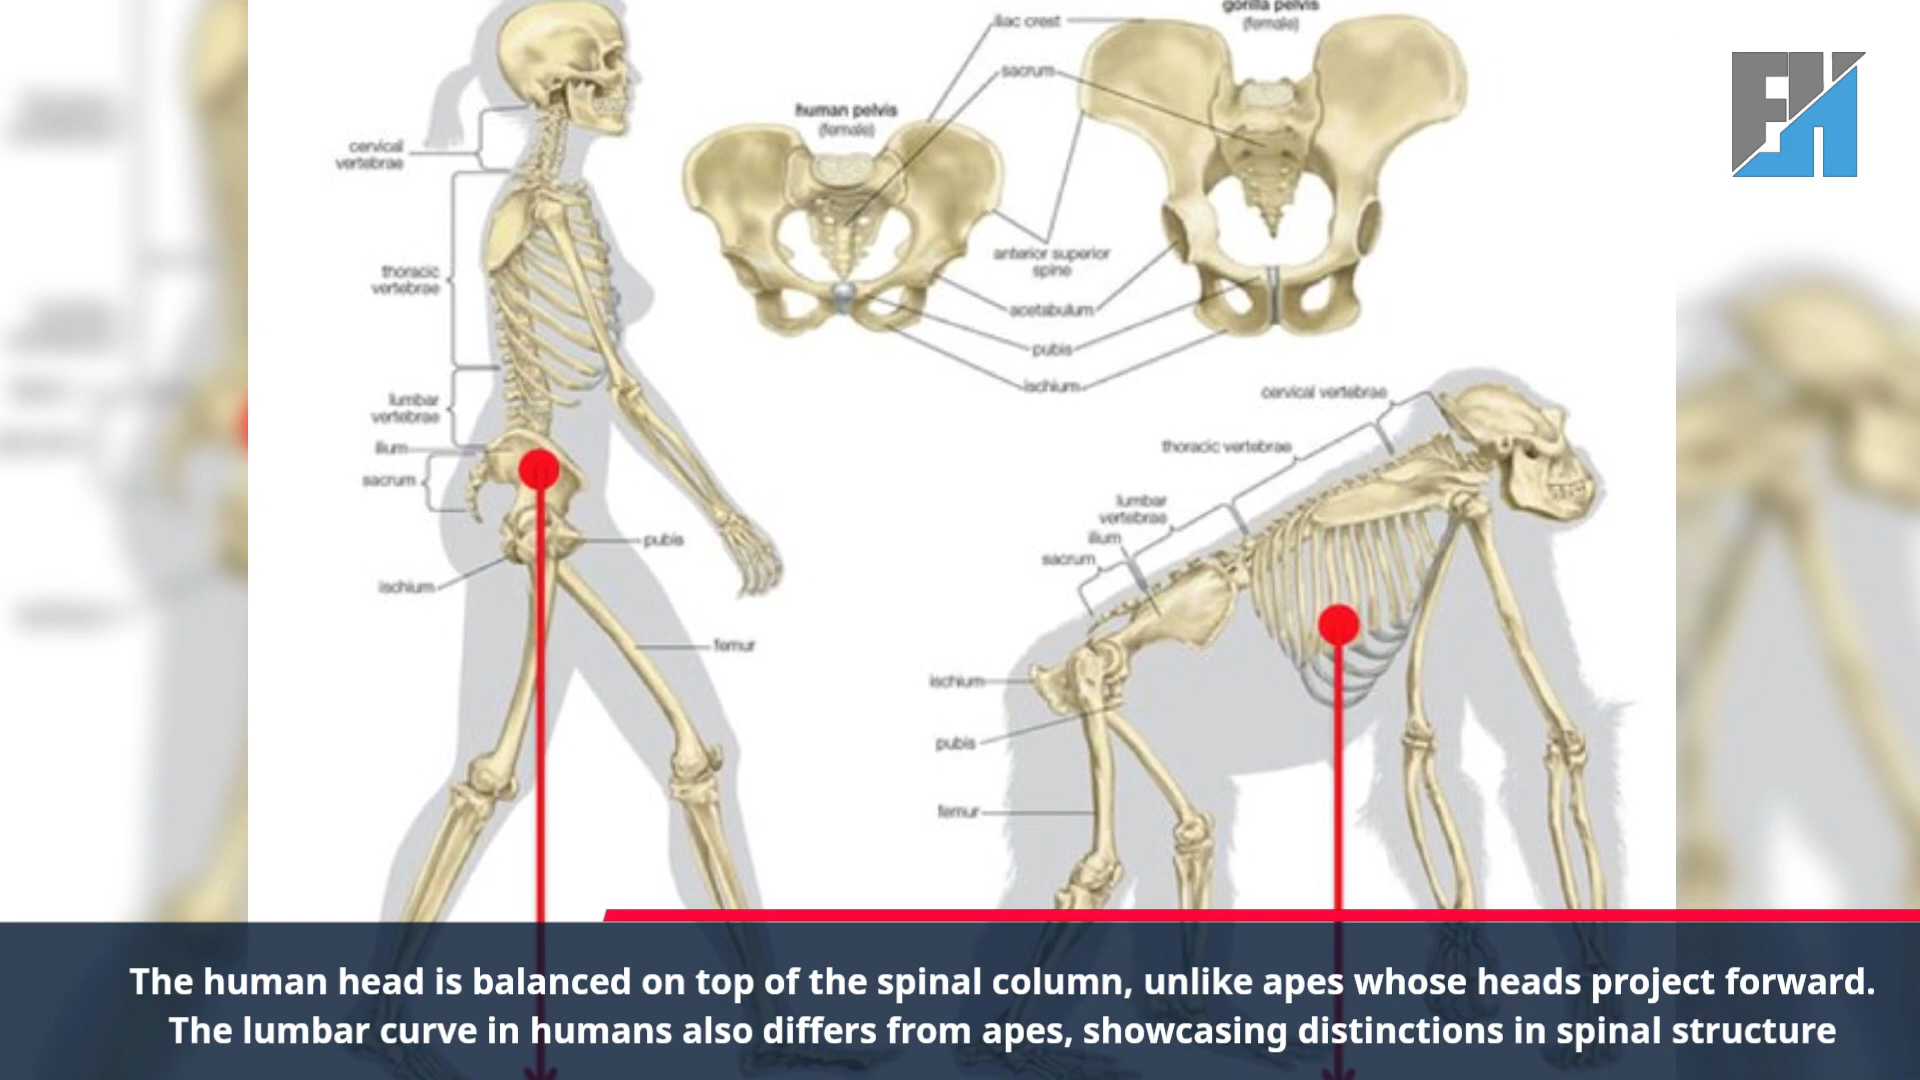 gorilla pelvis
(female)
iliac crest
sacrum
human pelvis
(female)
cervical
vertebrae
thoracic
vertebrae
anterior superior
spine
acetabulum
pubis
ischium
lumbar
vertebrae
ilium
sacrum
pubis
ischium
femur
cervical vertebrae
thoracic vertebrae
lumbar
vertebrae
ilium
sacrum
ischium
pubis
femur
The human head is balanced on top of the spinal column, unlike apes whose heads project forward.
The lumbar curve in humans also differs from apes, showcasing distinctions in spinal structure